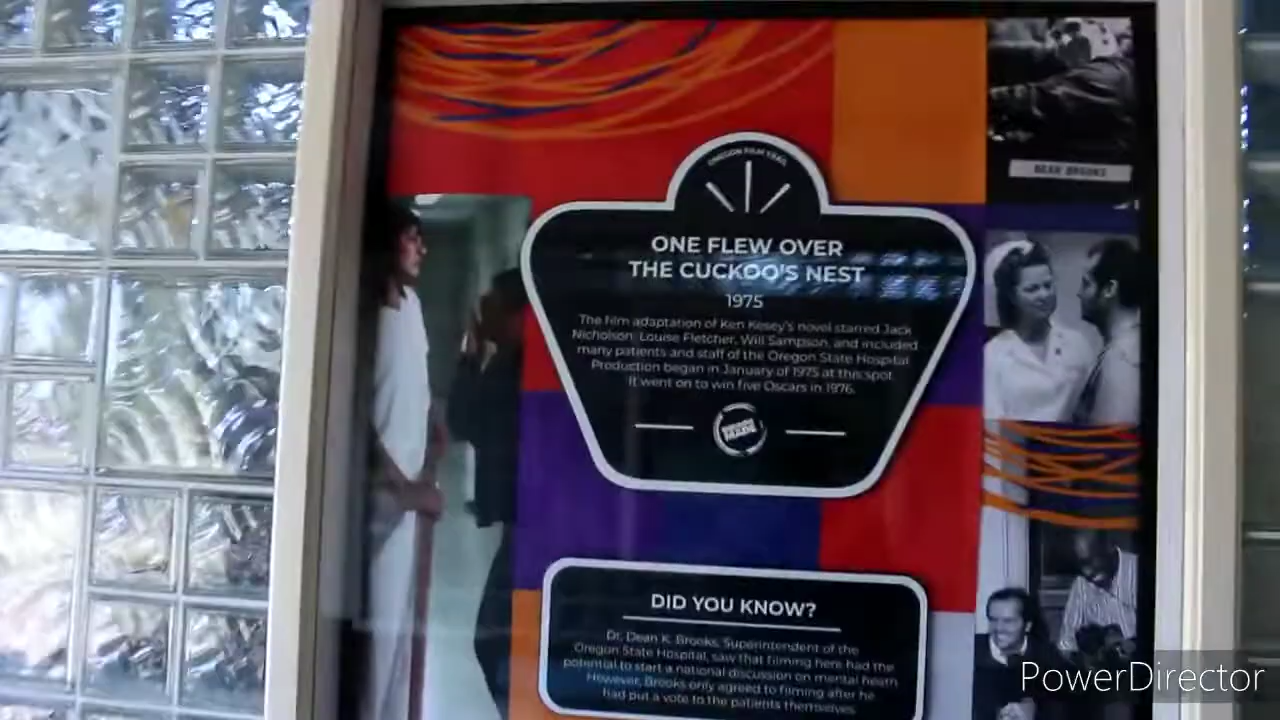 OREGON FILM TRAIL
DEAN BROOKS
ONE FLEW OVER
THE CUCKOO'S NEST
1975
The film adaptation of Ken Kesey's novel starred Jack
Nicholson, Louise Fletcher, Will Sampson, and included
many patients and staff of the Oregon State Hospital.
Production began in January of 1975 at this spot.
It went on to win five Oscars in 1976.
DID YOU KNOW?
Dr. Dean K. Brooks, Superintendent of the
Oregon State Hospital, saw that filming here had the
potential to start a national discussion on mental heath.
However, Brooks only agreed to filming after he
had put a vote to the patients themselves.
PowerDirector